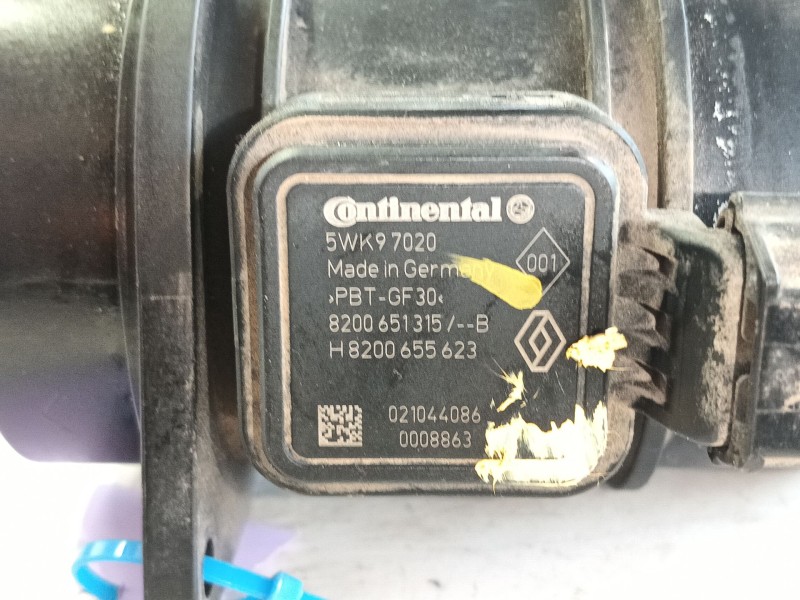 Continental
5WK9 7020
Made in Germany
001
›PBT-GF30‹
8200 651 315 /--B
H 8200 655 623
021044086
0008863